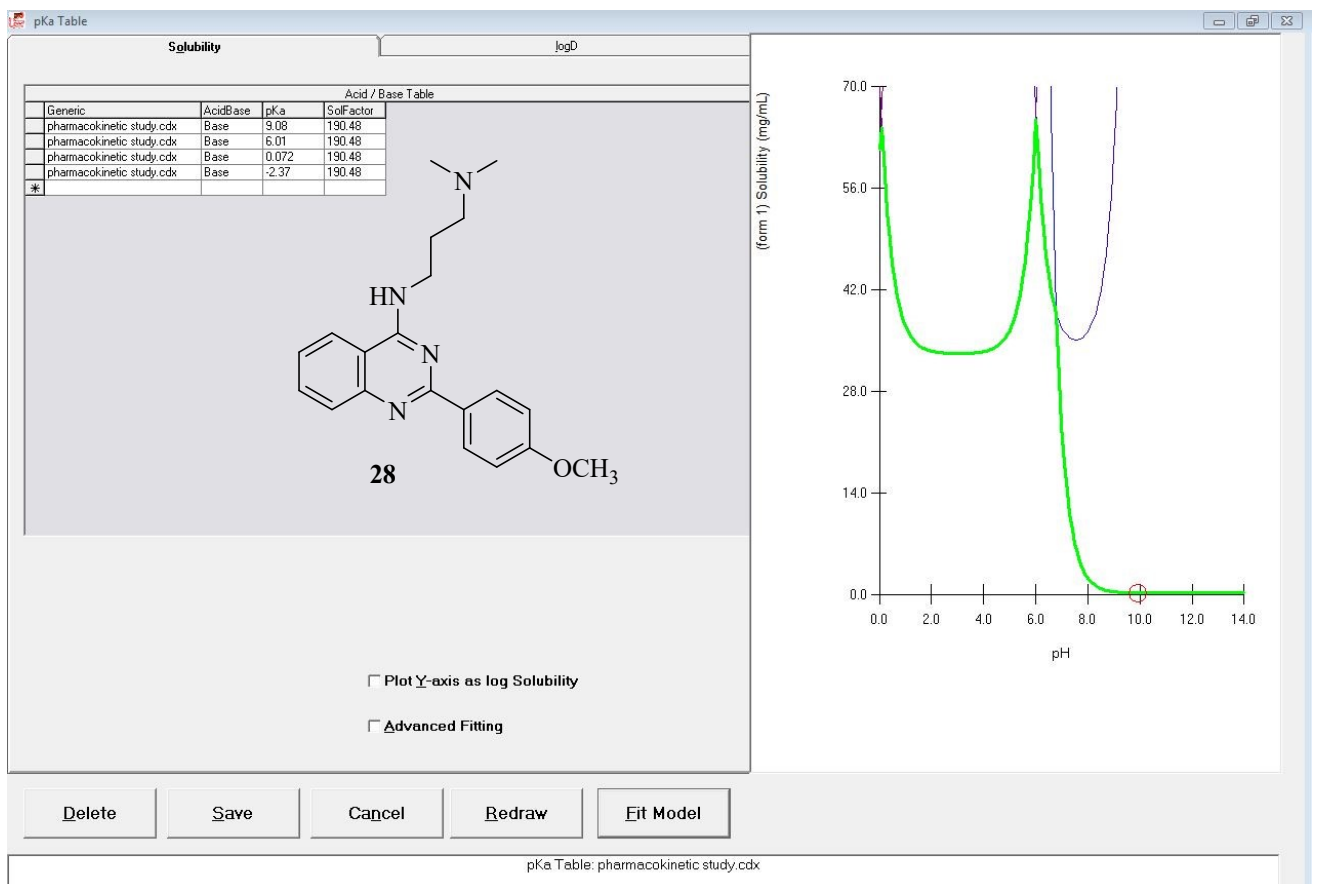 pKa Table
Solubility
logD
Acid / Base Table
Generic AcidBase pKa SolFactor
pharmacokinetic study.cdx Base 9.08 190.48
pharmacokinetic study.cdx Base 6.01 190.48
pharmacokinetic study.cdx Base 0.072 190.48
pharmacokinetic study.cdx Base -2.37 190.48
*
N
HN
N
N
OCH3
28
Plot Y-axis as log Solubility
Advanced Fitting
(form 1) Solubility (mg/mL)
70.0
56.0
42.0
28.0
14.0
0.0
0.0 2.0 4.0 6.0 8.0 10.0 12.0 14.0
pH
Delete Save Cancel Redraw Fit Model
pKa Table: pharmacokinetic study.cdx